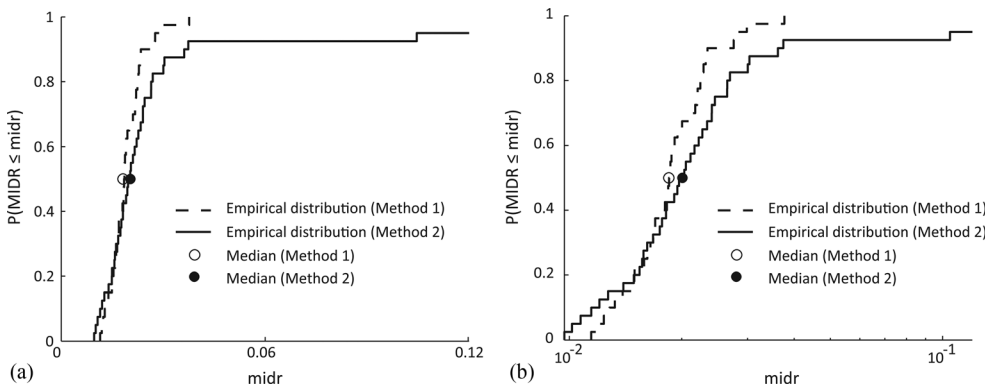 1
0.8
0.6
0.4
0.2
0
P(MIDR ≤ midr)
Empirical distribution (Method 1)
Empirical distribution (Method 2)
Median (Method 1)
Median (Method 2)
0
0.06
0.12
midr
(a)
1
0.8
0.6
0.4
0.2
0
P(MIDR ≤ midr)
Empirical distribution (Method 1)
Empirical distribution (Method 2)
Median (Method 1)
Median (Method 2)
10⁻²
10⁻¹
midr
(b)